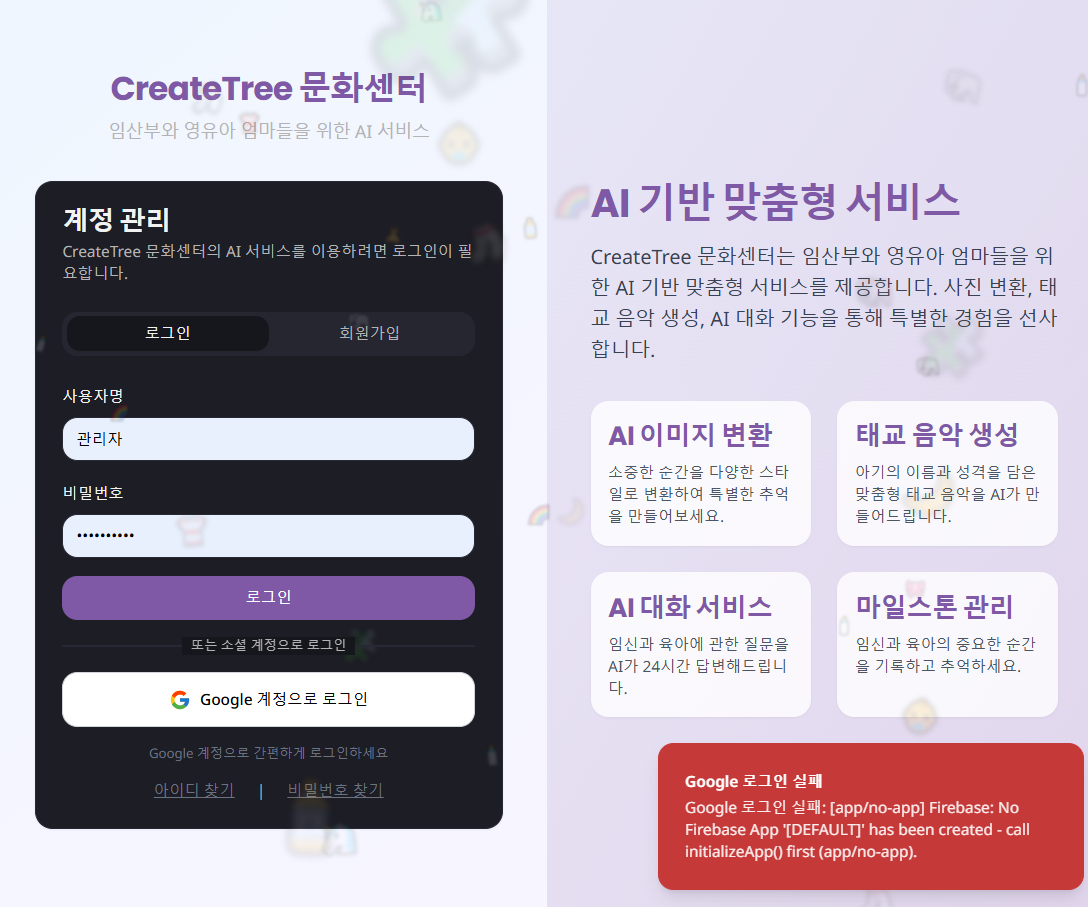 CreateTree 문화센터
임산부와 영유아 엄마들을 위한 AI 서비스
계정 관리
CreateTree 문화센터의 AI 서비스를 이용하려면 로그인이 필
요합니다.
로그인
회원가입
사용자명
관리자
비밀번호
••••••••••
로그인
또는 소셜 계정으로 로그인
Google 계정으로 로그인
Google 계정으로 간편하게 로그인하세요
아이디 찾기 | 비밀번호 찾기
AI 기반 맞춤형 서비스
CreateTree 문화센터는 임산부와 영유아 엄마들을 위
한 AI 기반 맞춤형 서비스를 제공합니다. 사진 변환, 태
교 음악 생성, AI 대화 기능을 통해 특별한 경험을 선사
합니다.
AI 이미지 변환
소중한 순간을 다양한 스타
일로 변환하여 특별한 추억
을 만들어보세요.
태교 음악 생성
아기의 이름과 성격을 담은
맞춤형 태교 음악을 AI가 만
들어드립니다.
AI 대화 서비스
임신과 육아에 관한 질문을
AI가 24시간 답변해드립니
다.
마일스톤 관리
임신과 육아의 중요한 순간
을 기록하고 추억하세요.
Google 로그인 실패
Google 로그인 실패: [app/no-app] Firebase: No
Firebase App '[DEFAULT]' has been created - call
initializeApp() first (app/no-app).